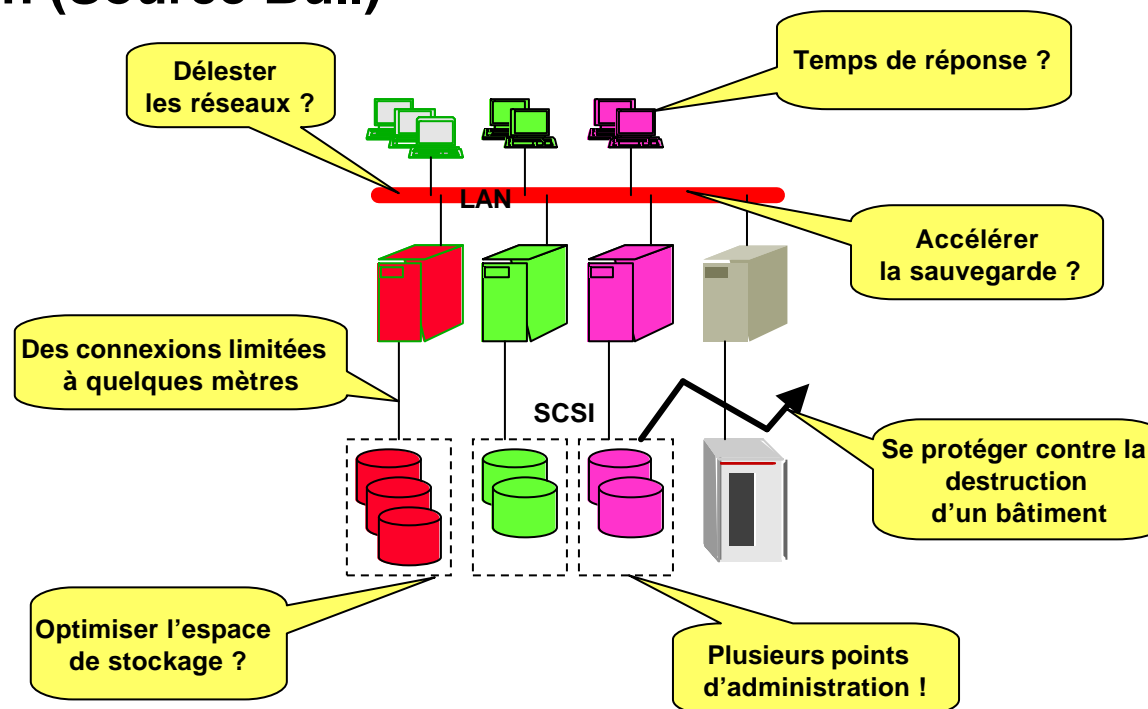 (Source Bull)
Délester
les réseaux ?
Temps de réponse ?
LAN
Accélérer
la sauvegarde ?
Des connexions limitées
à quelques mètres
SCSI
Se protéger contre la
destruction
d'un bâtiment
Optimiser l'espace
de stockage ?
Plusieurs points
d'administration !